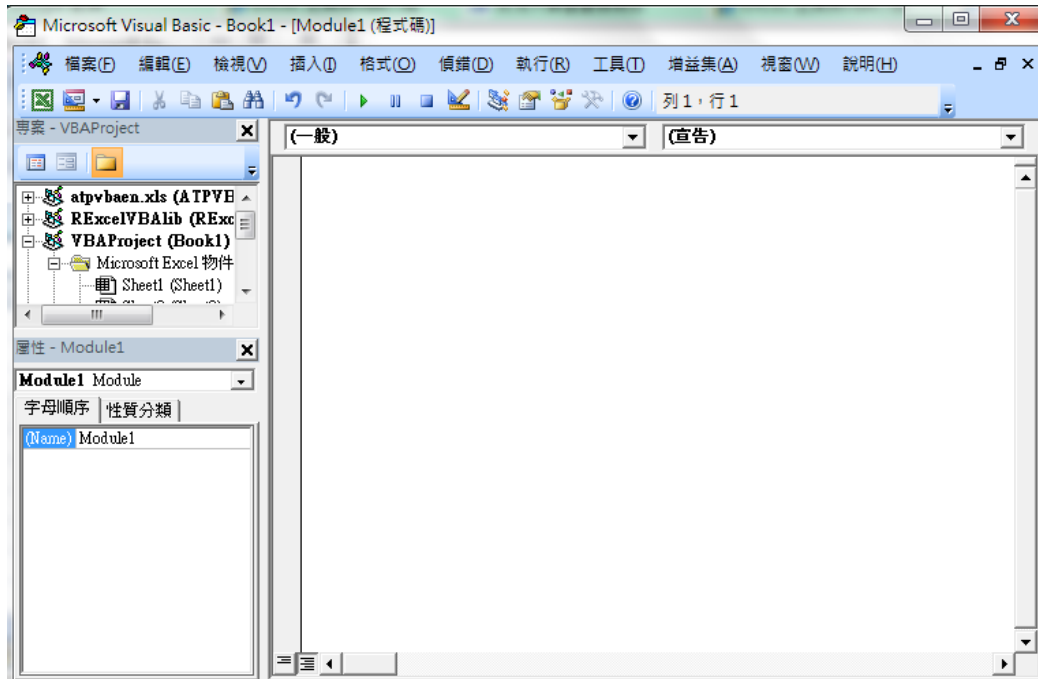 Microsoft Visual Basic - Book1 - [Module1 (程式碼)]
檔案(F) 編輯(E) 檢視(V) 插入(I) 格式(O) 偵錯(D) 執行(R) 工具(T) 增益集(A) 視窗(W) 說明(H)
列 1，行 1
專案 - VBAProject
(一般) (宣告)
atpvbaen.xls (ATPVB
RExcelVBAlib (RExc
VBAProject (Book1)
Microsoft Excel 物件
Sheet1 (Sheet1)
屬性 - Module1
Module1 Module
字母順序 性質分類
(Name) Module1